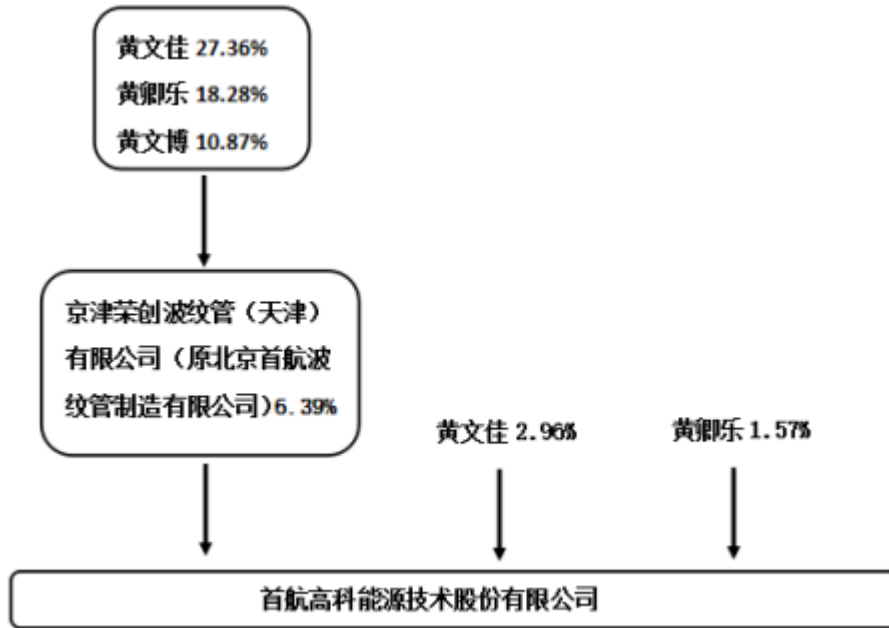 黄文佳 27.36%
黄卿乐 18.28%
黄文博 10.87%
京津荣创波纹管（天津）
有限公司（原北京首航波
纹管制造有限公司）6.39%
黄文佳 2.96%
黄卿乐 1.57%
首航高科能源技术股份有限公司